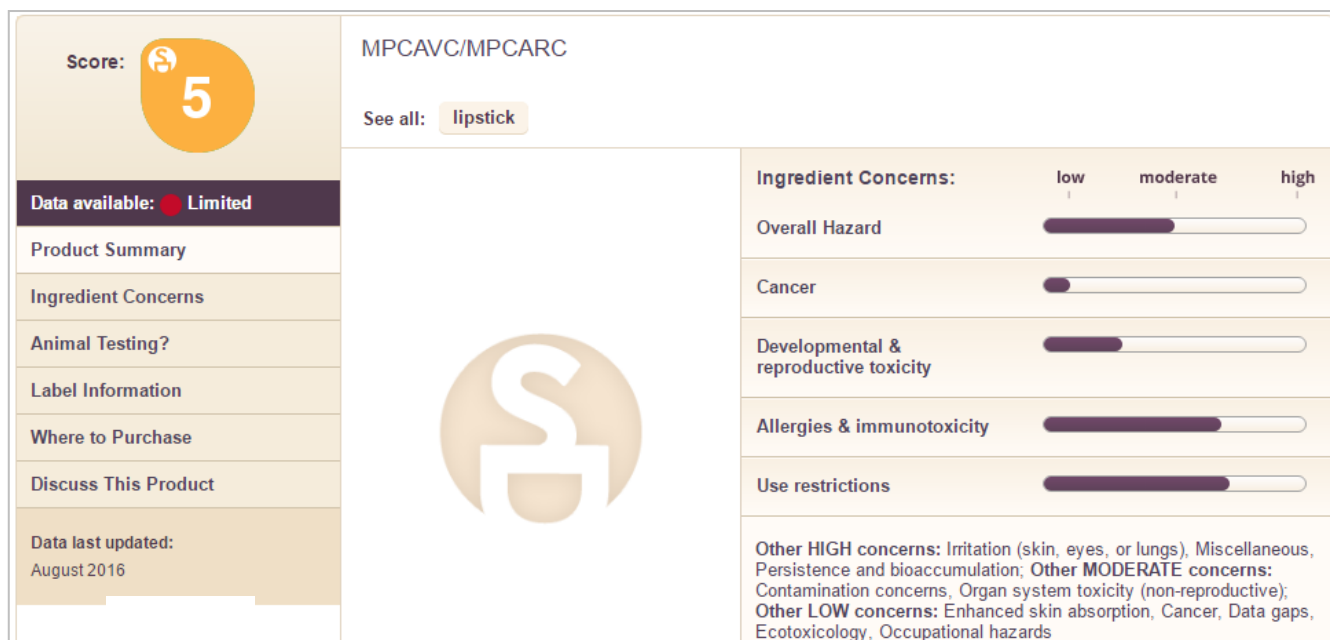 Score:
5
Data available: Limited
Product Summary
Ingredient Concerns
Animal Testing?
Label Information
Where to Purchase
Discuss This Product
Data last updated:
August 2016
MPCAVC/MPCARC
See all: lipstick
Ingredient Concerns: low moderate high
Overall Hazard
Cancer
Developmental &
reproductive toxicity
Allergies & immunotoxicity
Use restrictions
Other HIGH concerns: Irritation (skin, eyes, or lungs), Miscellaneous,
Persistence and bioaccumulation; Other MODERATE concerns:
Contamination concerns, Organ system toxicity (non-reproductive);
Other LOW concerns: Enhanced skin absorption, Cancer, Data gaps,
Ecotoxicology, Occupational hazards